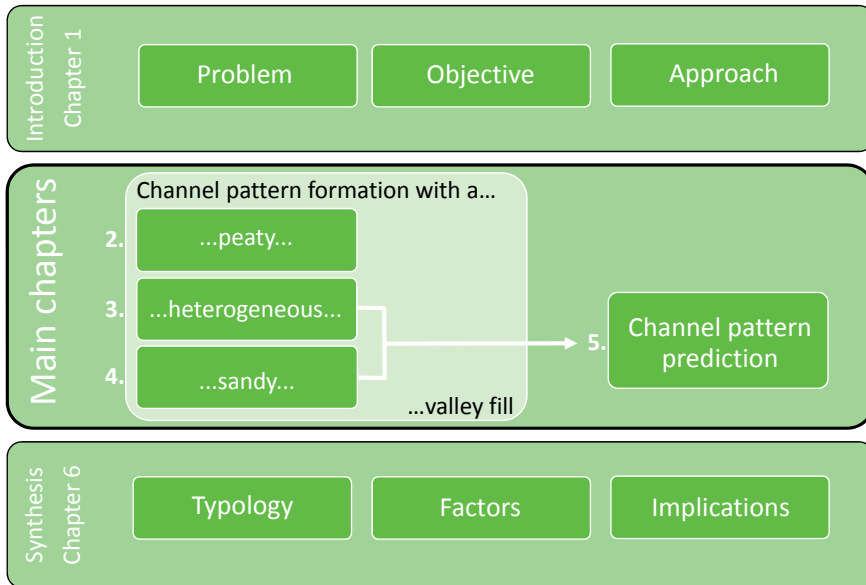 Introduction
Chapter 1
Problem
Objective
Approach
Main chapters
Channel pattern formation with a...
2.
...peaty...
3.
...heterogeneous...
4.
...sandy...
...valley fill
5.
Channel pattern
prediction
Synthesis
Chapter 6
Typology
Factors
Implications